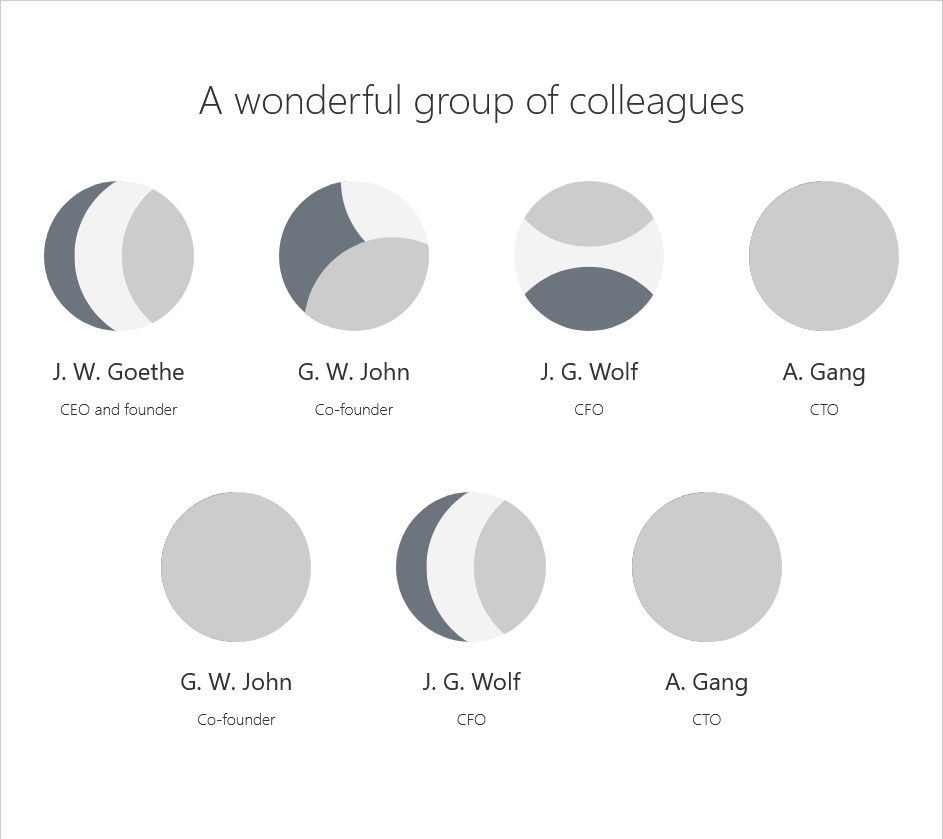 A wonderful group of colleagues
J. W. Goethe
G. W. John
J. G. Wolf
A. Gang
CEO and founder
Co-founder
CFO
CTO
G. W. John
J. G. Wolf
A. Gang
Co-founder
CFO
CTO